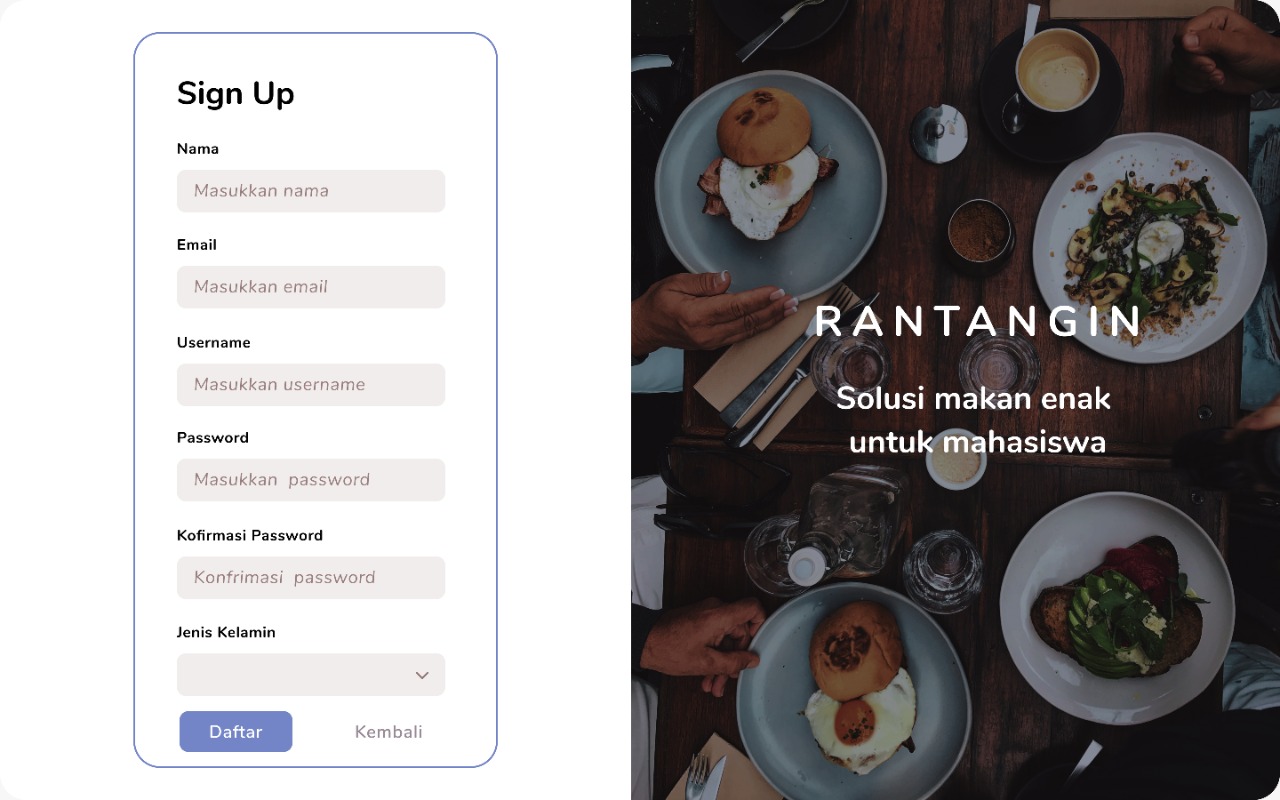 Sign Up
Nama
Masukkan nama
Email
Masukkan email
Username
Masukkan username
Password
Masukkan  password
Kofirmasi Password
Konfrimasi  password
Jenis Kelamin
Daftar
Kembali
RANTANGIN
Solusi makan enak
untuk mahasiswa